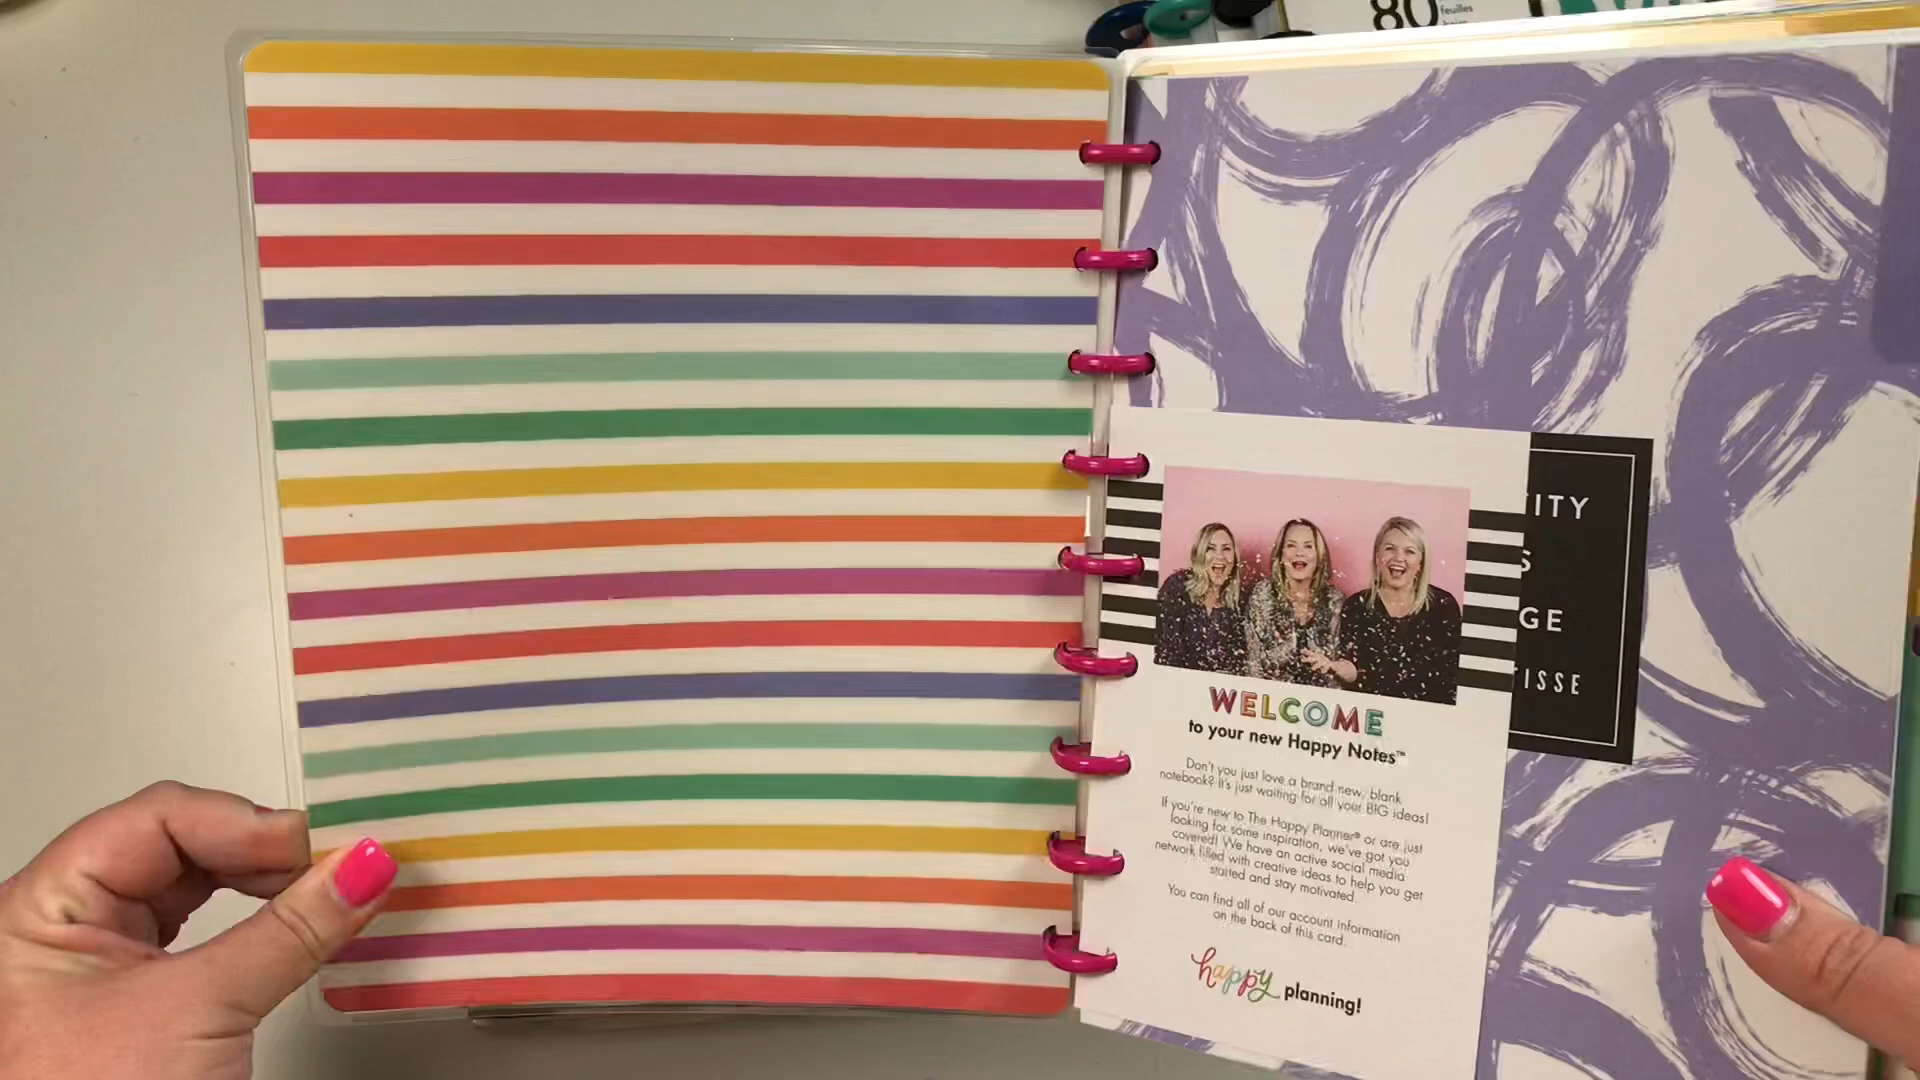 80 feuilles
ITY
S
GE
TISSE
WELCOME
to your new Happy Notes™
Don't you just love a brand new, blank
notebook? It's just waiting for all your BIG ideas!
If you're new to The Happy Planner® or are just
looking for some inspiration, we've got you
covered! We have an active social media
network filled with creative ideas to help you get
started and stay motivated.
You can find all of our account information
on the back of this card.
happy planning!